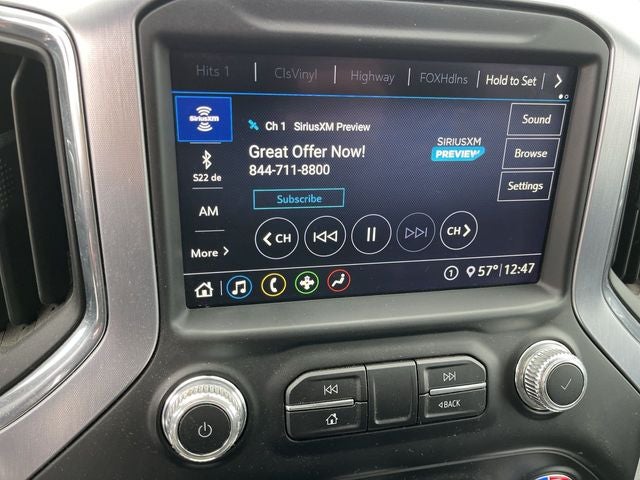 Hits 1 ClsVinyl Highway FOXHdlns Hold to Set
SiriusXM
Ch 1 SiriusXM Preview
Sound
Great Offer Now!
SIRIUSXM
PREVIEW
Browse
844-711-8800
S22 de
Subscribe
Settings
AM
CH
CH
More
1 57° 12:47
BACK